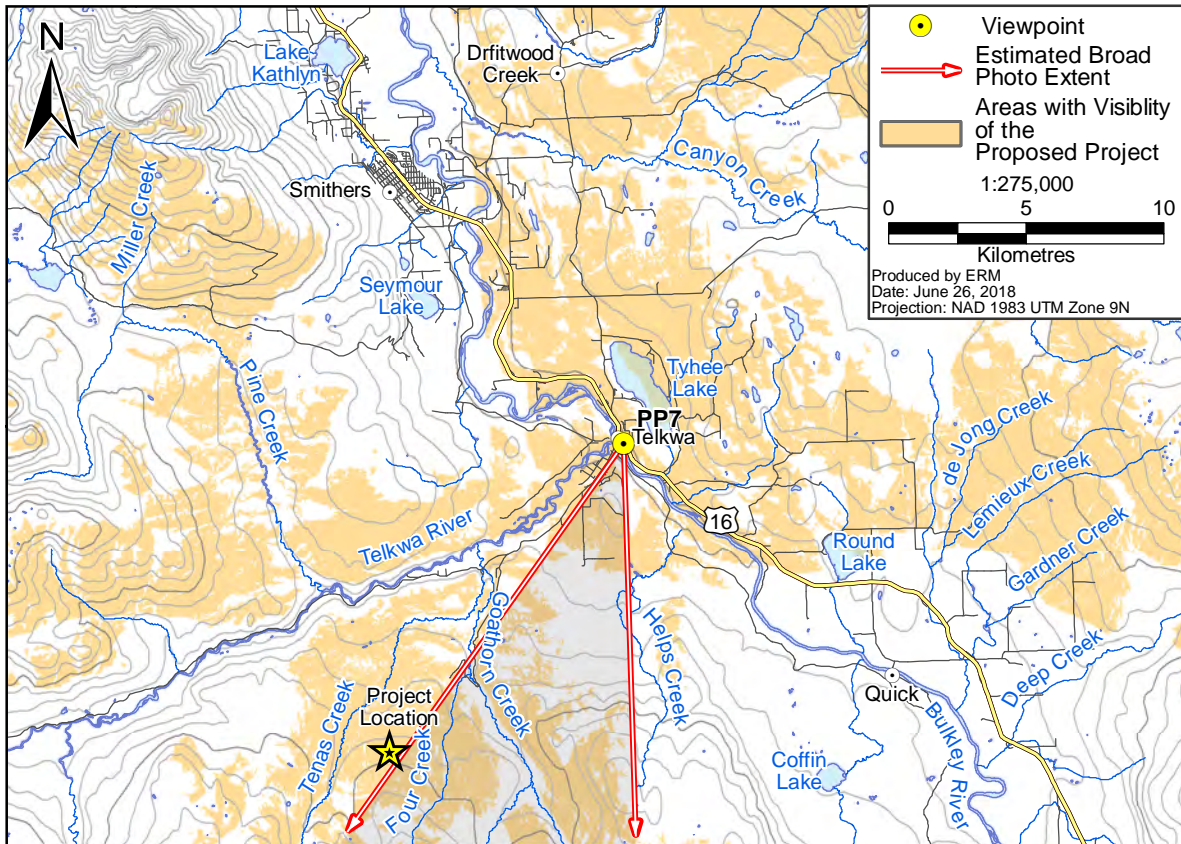 N
Lake
Kathlyn
Drfitwood
Creek
Canyon Creek
Smithers
Miller Creek
Seymour
Lake
Pine Creek
Tyhee
Lake
PP7
Telkwa
de Jong Creek
Lemieux Creek
Gardner Creek
Telkwa River
16
Round
Lake
Goathorn Creek
Helps Creek
Deep Creek
Quick
Project
Location
Tenas Creek
Four Creek
Coffin
Lake
Bulkley River
Viewpoint
Estimated Broad
Photo Extent
Areas with Visiblity
of the
Proposed Project
1:275,000
0 5 10
Kilometres
Produced by ERM
Date: June 26, 2018
Projection: NAD 1983 UTM Zone 9N